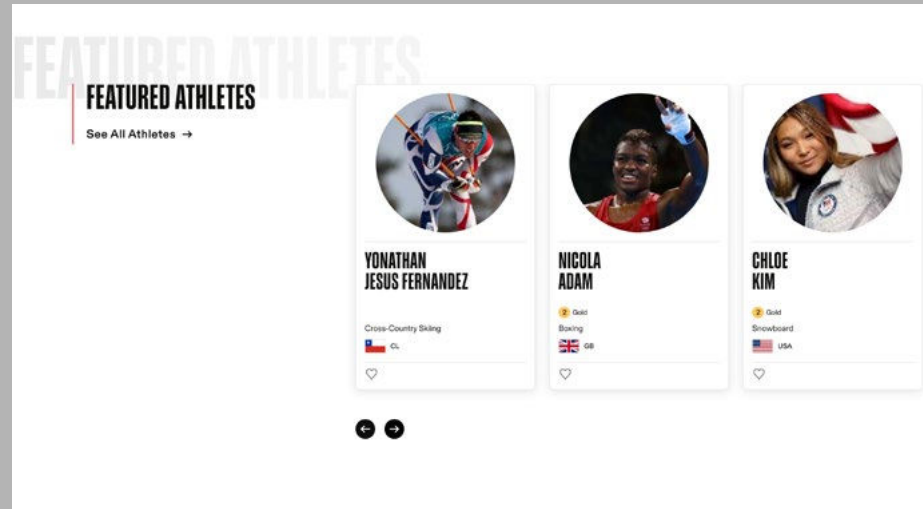 FEATURED ATHLETES
FEATURED ATHLETES
See All Athletes →
YONATHAN
JESUS FERNANDEZ
Cross-Country Skiing
CL
NICOLA
ADAM
2 Gold
Boxing
GB
CHLOE
KIM
2 Gold
Snowboard
USA